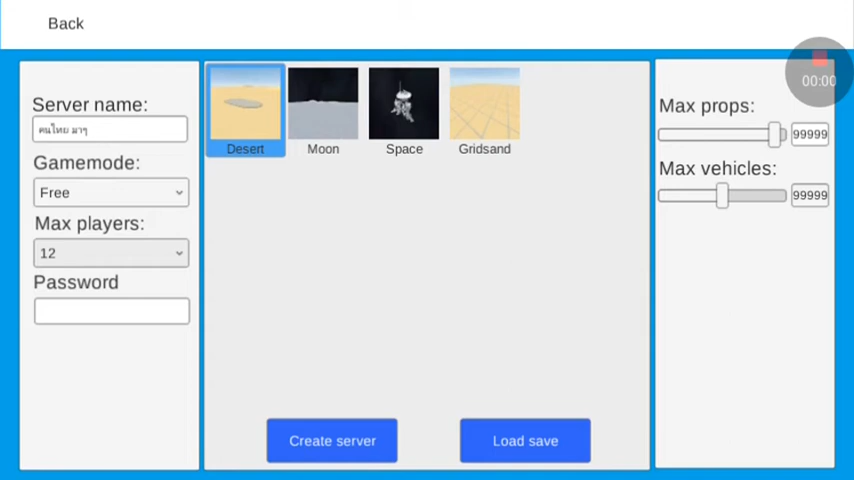 Back
00:00
Server name:
คนไทย มาๆ
Gamemode:
Free
Max players:
12
Password
Desert
Moon
Space
Gridsand
Create server
Load save
Max props:
99999
Max vehicles:
99999